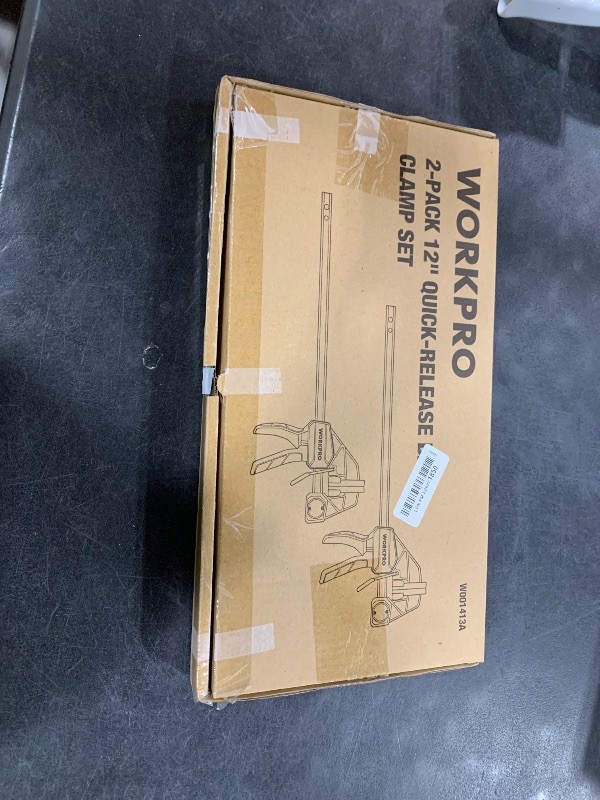 WORKPRO
2-PACK 12" QUICK-RELEASE
CLAMP SET
WORKPRO
WORKPRO
W001413A